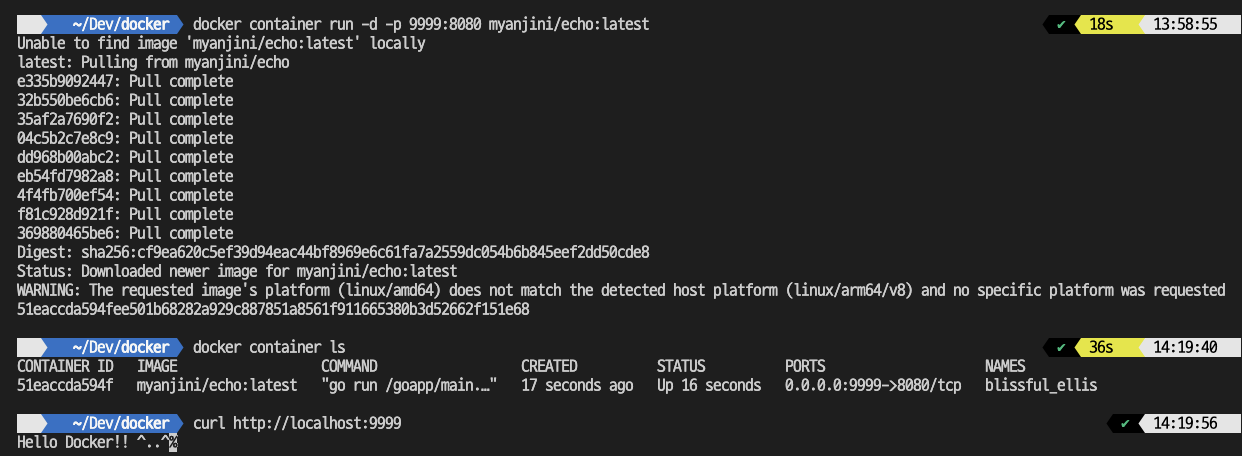 ~/Dev/docker docker container run -d -p 9999:8080 myanjini/echo:latest ✔ 18s 13:58:55
Unable to find image 'myanjini/echo:latest' locally
latest: Pulling from myanjini/echo
e335b9092447: Pull complete
32b550be6cb6: Pull complete
35af2a7690f2: Pull complete
04c5b2c7e8c9: Pull complete
dd968b00abc2: Pull complete
eb54fd7982a8: Pull complete
4f4fb700ef54: Pull complete
f81c928d921f: Pull complete
369880465be6: Pull complete
Digest: sha256:cf9ea620c5ef39d94eac44bf8969e6c61fa7a2559dc054b6b845eef2dd50cde8
Status: Downloaded newer image for myanjini/echo:latest
WARNING: The requested image's platform (linux/amd64) does not match the detected host platform (linux/arm64/v8) and no specific platform was requested
51eaccda594fee501b68282a929c887851a8561f911665380b3d52662f151e68
~/Dev/docker docker container ls ✔ 36s 14:19:40
CONTAINER ID IMAGE COMMAND CREATED STATUS PORTS NAMES
51eaccda594f myanjini/echo:latest "go run /goapp/main.…" 17 seconds ago Up 16 seconds 0.0.0.0:9999->8080/tcp blissful_ellis
~/Dev/docker curl http://localhost:9999 ✔ 14:19:56
Hello Docker!! ^..^%